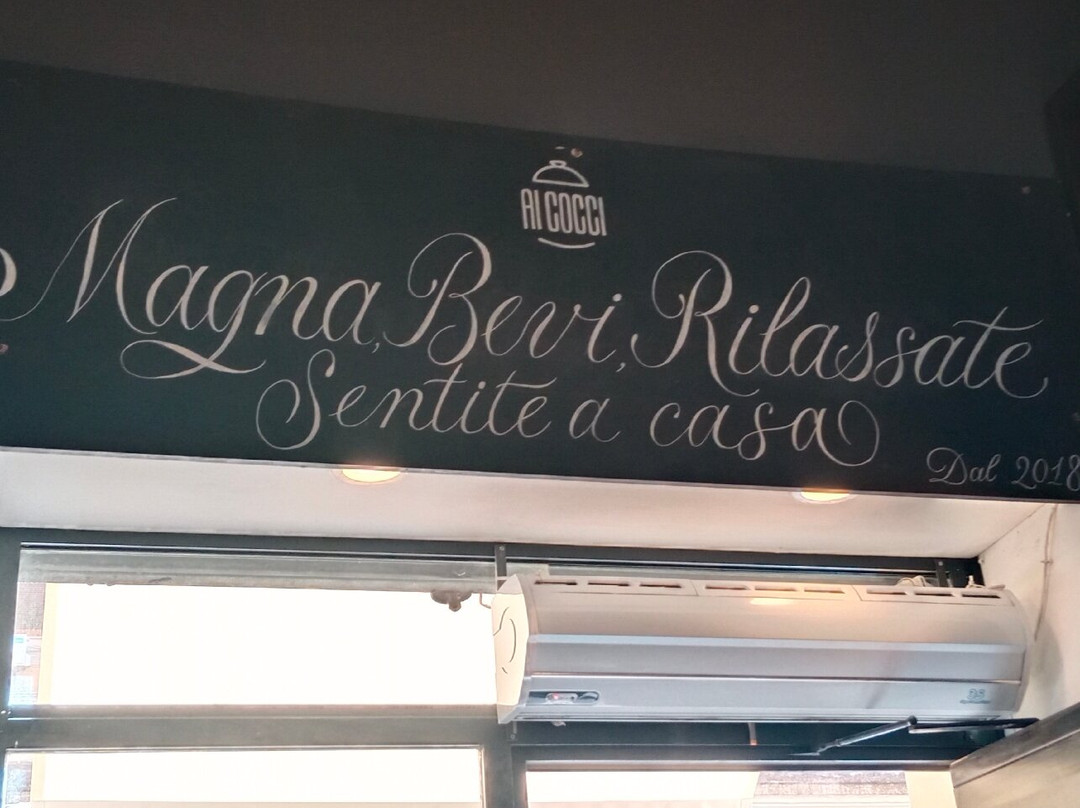 AI COCCI
Magna, Bevi, Rilassate
Sentite a casa
Dal 2018